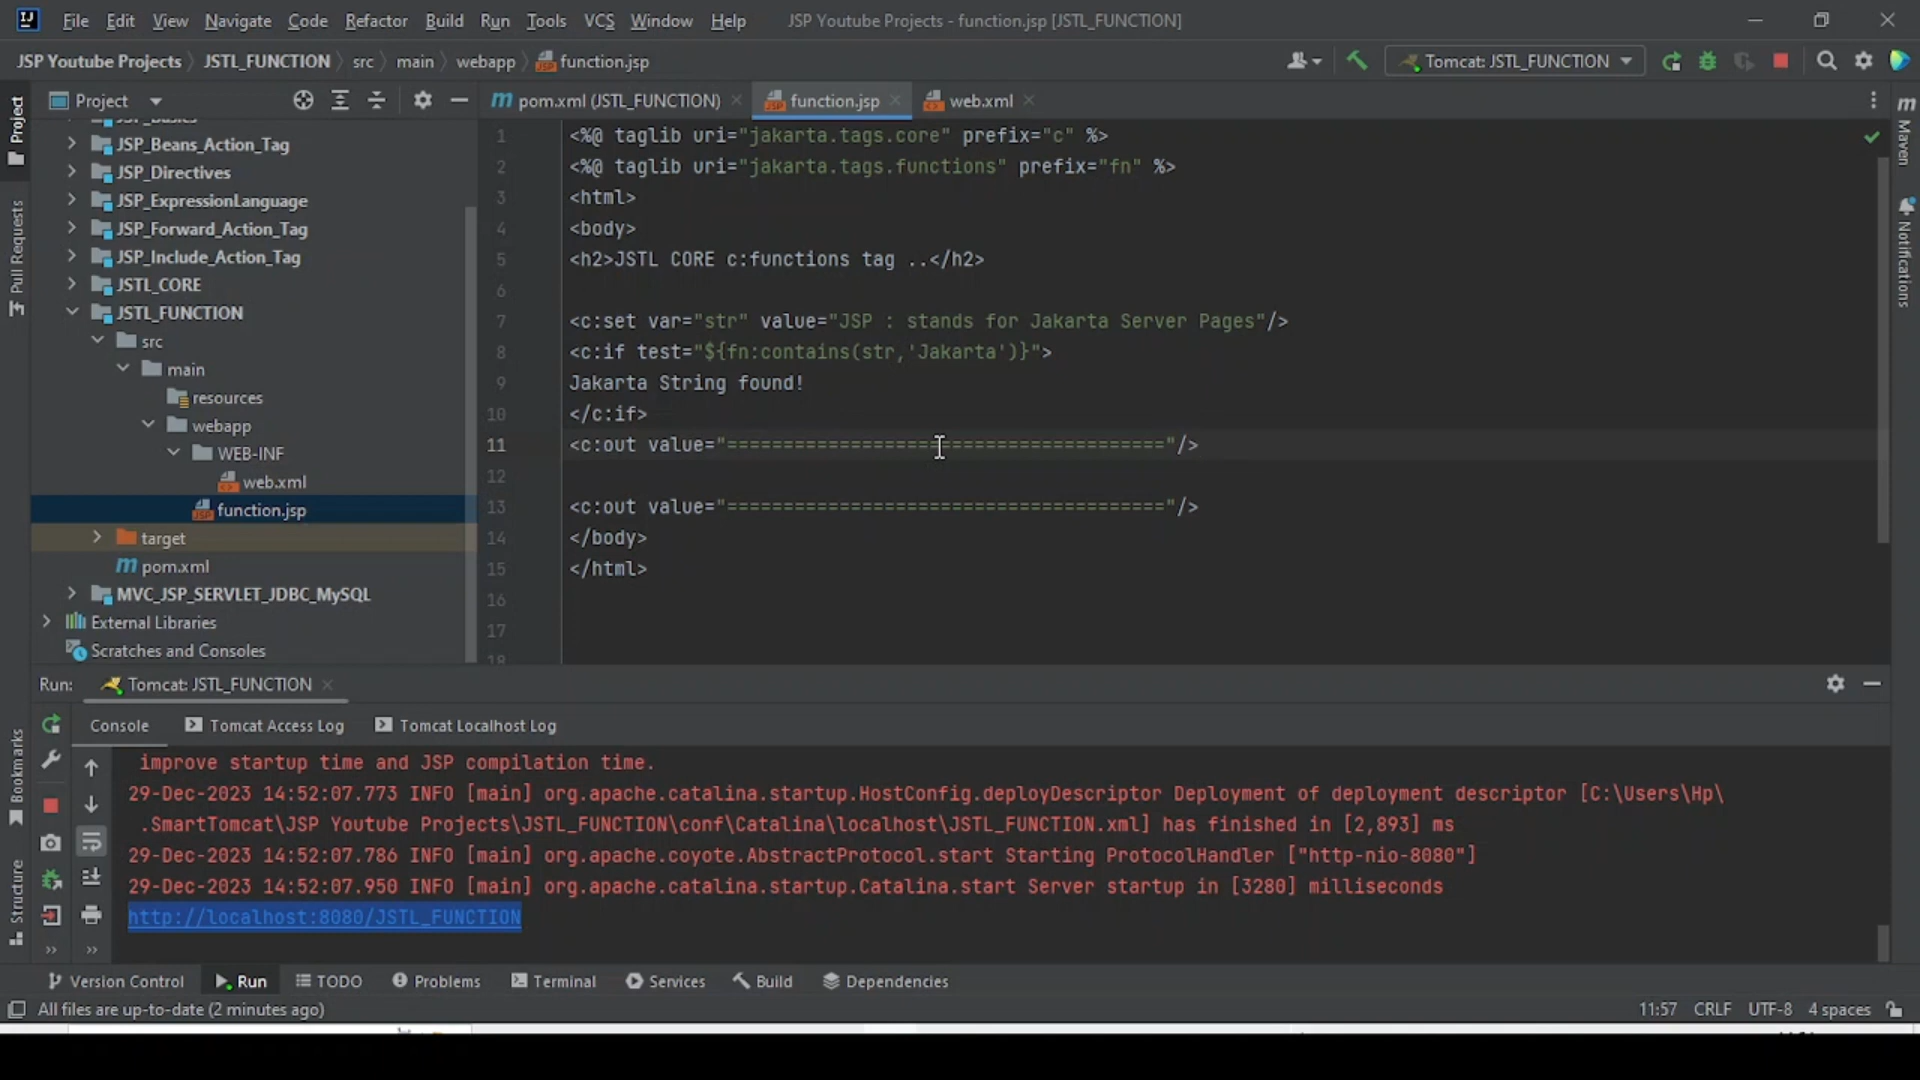 File Edit View Navigate Code Refactor Build Run Tools VCS Window Help JSP Youtube Projects - function.jsp [JSTL_FUNCTION]
JSP Youtube Projects JSTL_FUNCTION src main webapp function.jsp Tomcat: JSTL_FUNCTION
Project
pom.xml (JSTL_FUNCTION) function.jsp web.xml
JSP_Beans_Action_Tag
JSP_Directives
JSP_ExpressionLanguage
JSP_Forward_Action_Tag
JSP_Include_Action_Tag
JSTL_CORE
JSTL_FUNCTION
src
main
resources
webapp
WEB-INF
web.xml
function.jsp
target
pom.xml
MVC_JSP_SERVLET_JDBC_MySQL
External Libraries
Scratches and Consoles
1 <%@ taglib uri="jakarta.tags.core" prefix="c" %>
2 <%@ taglib uri="jakarta.tags.functions" prefix="fn" %>
3 <html>
4 <body>
5 <h2>JSTL CORE c:functions tag ..</h2>
6
7 <c:set var="str" value="JSP : stands for Jakarta Server Pages"/>
8 <c:if test="${fn:contains(str,'Jakarta')}">
9 Jakarta String found!
10 </c:if>
11 <c:out value="======================================="/>
12
13 <c:out value="======================================="/>
14 </body>
15 </html>
16
17
18
Project
Pull Requests
Bookmarks
Structure
Maven
Notifications
Run: Tomcat: JSTL_FUNCTION
Console Tomcat Access Log Tomcat Localhost Log
improve startup time and JSP compilation time.
29-Dec-2023 14:52:07.773 INFO [main] org.apache.catalina.startup.HostConfig.deployDescriptor Deployment of deployment descriptor [C:\Users\Hp\
.SmartTomcat\JSP Youtube Projects\JSTL_FUNCTION\conf\Catalina\localhost\JSTL_FUNCTION.xml] has finished in [2,893] ms
29-Dec-2023 14:52:07.786 INFO [main] org.apache.coyote.AbstractProtocol.start Starting ProtocolHandler ["http-nio-8080"]
29-Dec-2023 14:52:07.950 INFO [main] org.apache.catalina.startup.Catalina.start Server startup in [3280] milliseconds
http://localhost:8080/JSTL_FUNCTION
Version Control Run TODO Problems Terminal Services Build Dependencies
All files are up-to-date (2 minutes ago) 11:57 CRLF UTF-8 4 spaces